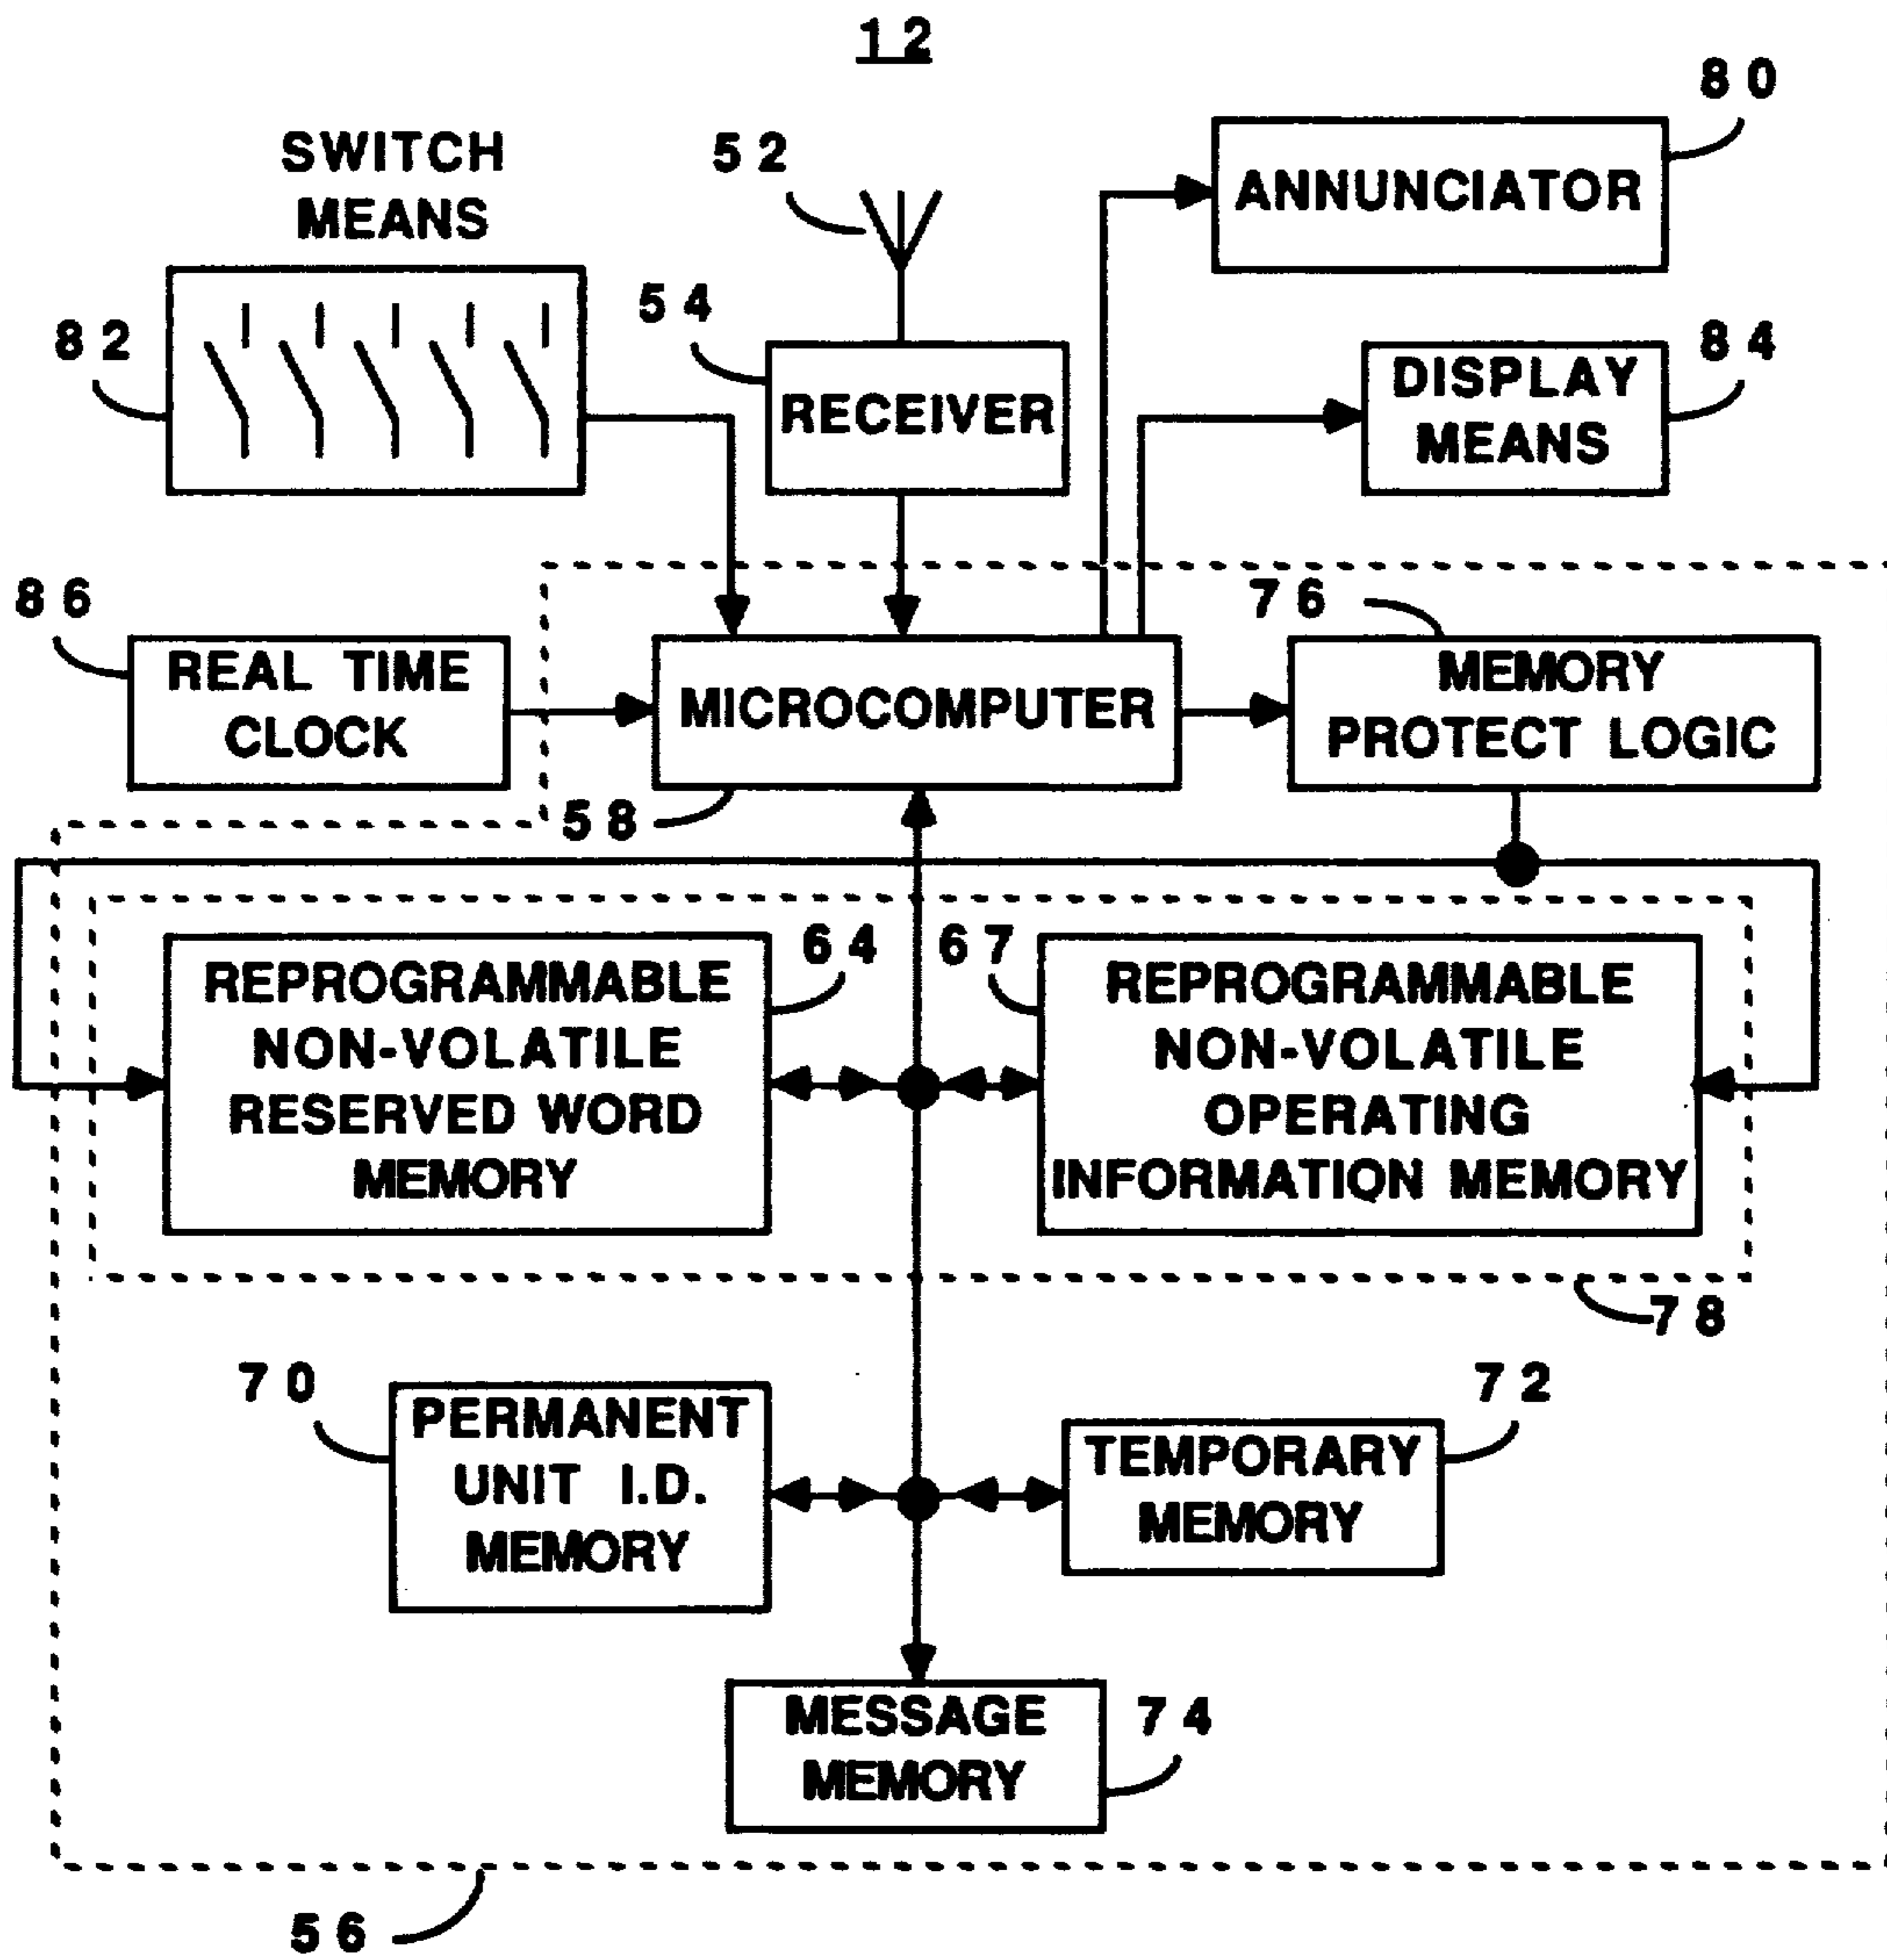 12
80
SWITCH
MEANS
52
ANNUNCIATOR
82
54
84
RECEIVER
DISPLAY
MEANS
86
76
REAL TIME
CLOCK
MICROCOMPUTER
MEMORY
PROTECT LOGIC
58
64
67
REPROGRAMMABLE
NON-VOLATILE
RESERVED WORD
MEMORY
REPROGRAMMABLE
NON-VOLATILE
OPERATING
INFORMATION MEMORY
78
70
72
PERMANENT
UNIT I.D.
MEMORY
TEMPORARY
MEMORY
MESSAGE
MEMORY
74
56